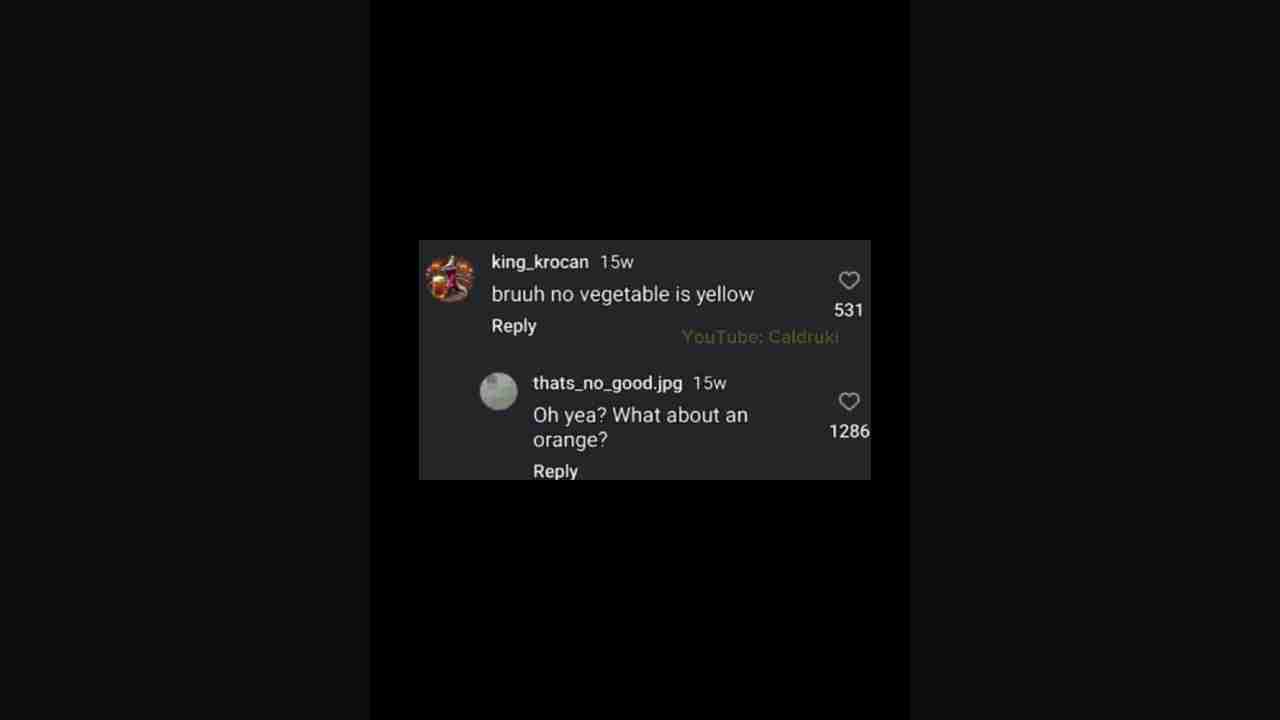 king_krocan 15w
bruuh no vegetable is yellow
531
Reply
YouTube: Caldruki
thats_no_good.jpg 15w
Oh yea? What about an
orange?
1286
Reply